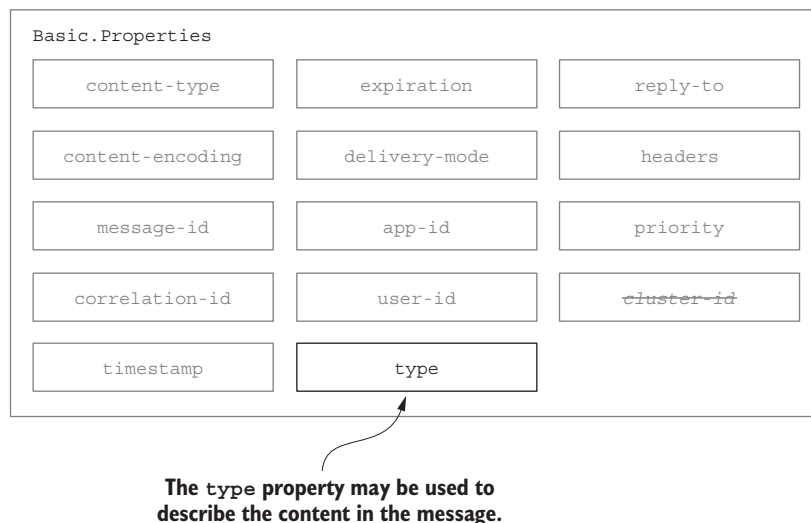 Basic.Properties
content-type expiration reply-to
content-encoding delivery-mode headers
message-id app-id priority
correlation-id user-id cluster-id
timestamp type
The type property may be used to
describe the content in the message.